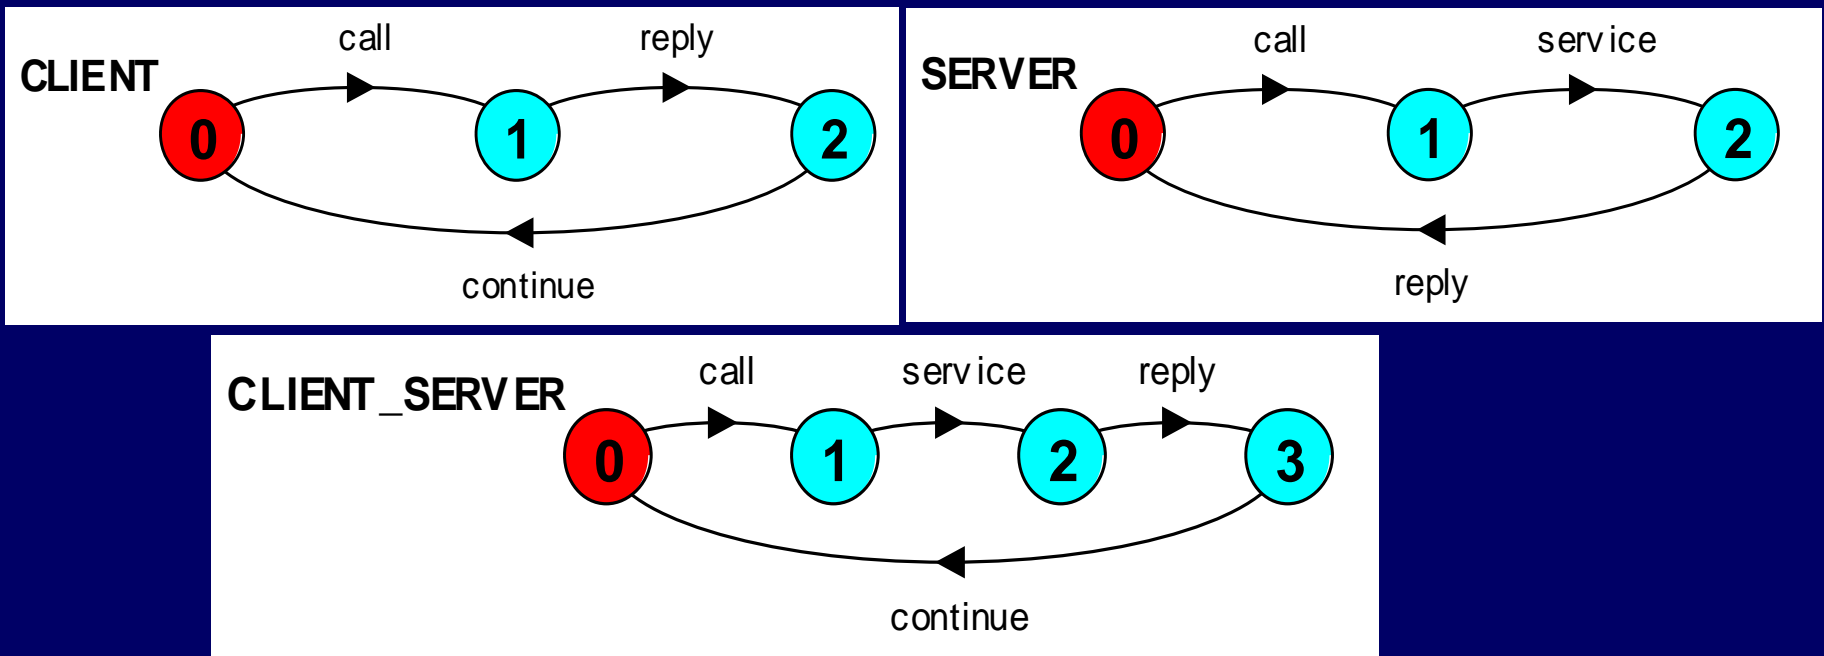 call
reply
CLIENT
0
1
2
continue
call
service
SERVER
0
1
2
reply
call
service
reply
CLIENT_SERVER
0
1
2
3
continue